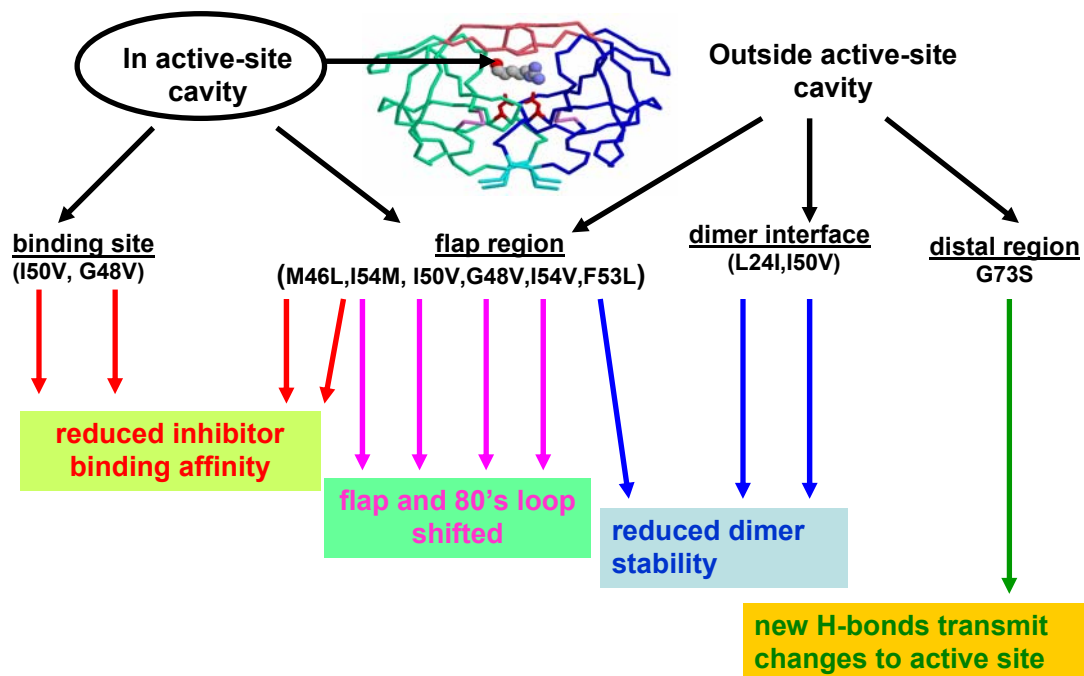 In active-site
cavity
Outside active-site
cavity
binding site
(I50V, G48V)
flap region
(M46L,I54M, I50V,G48V,I54V,F53L)
dimer interface
(L24I,I50V)
distal region
G73S
reduced inhibitor
binding affinity
flap and 80's loop
shifted
reduced dimer
stability
new H-bonds transmit
changes to active site